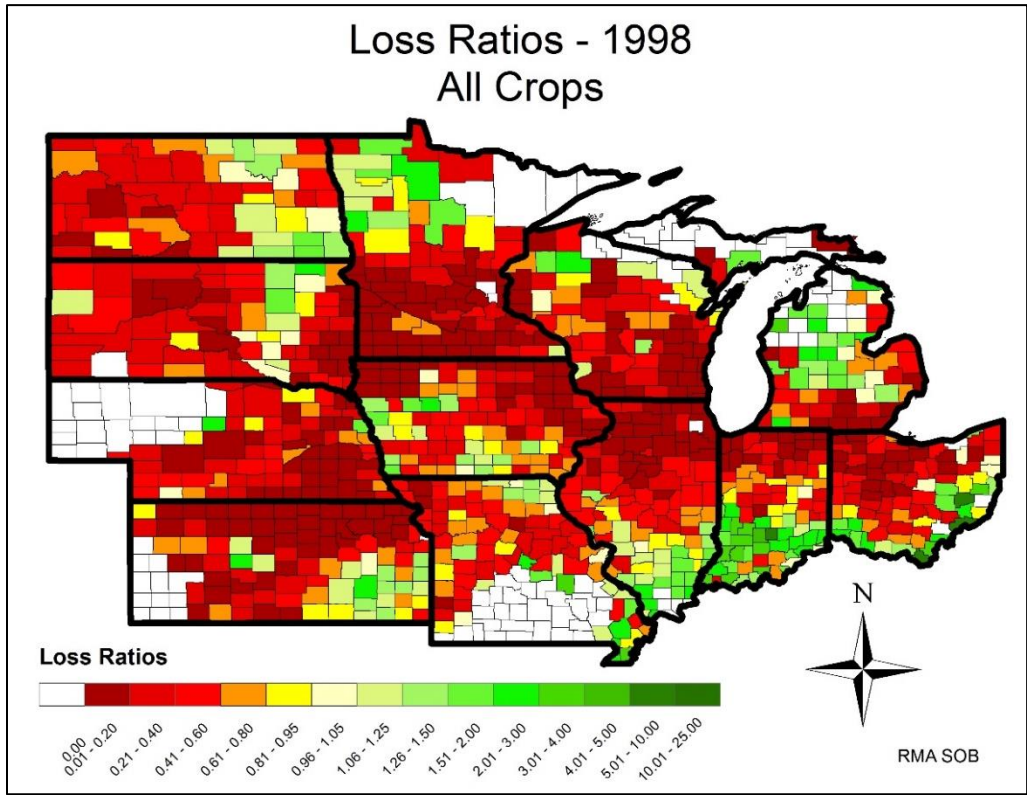 Loss Ratios - 1998
All Crops
N
Loss Ratios
0.00
0.01 - 0.20
0.21 - 0.40
0.41 - 0.60
0.61 - 0.80
0.81 - 0.95
0.96 - 1.05
1.06 - 1.25
1.26 - 1.50
1.51 - 2.00
2.01 - 3.00
3.01 - 4.00
4.01 - 5.00
5.01 - 10.00
10.01 - 25.00
RMA SOB